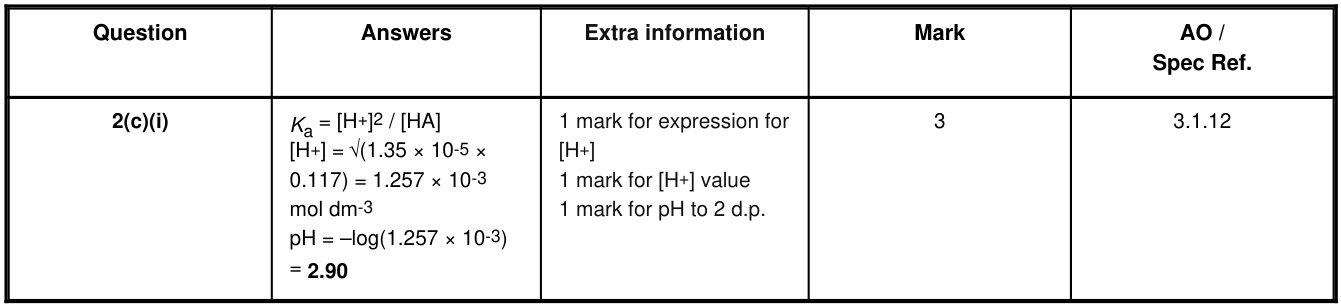 Question Answers Extra information Mark AO /
Spec Ref.
2(c)(i)
Ka = [H+]2 / [HA]
[H+] = √(1.35 × 10-5 ×
0.117) = 1.257 × 10-3
mol dm-3
pH = –log(1.257 × 10-3)
= 2.90
1 mark for expression for
[H+]
1 mark for [H+] value
1 mark for pH to 2 d.p.
3
3.1.12